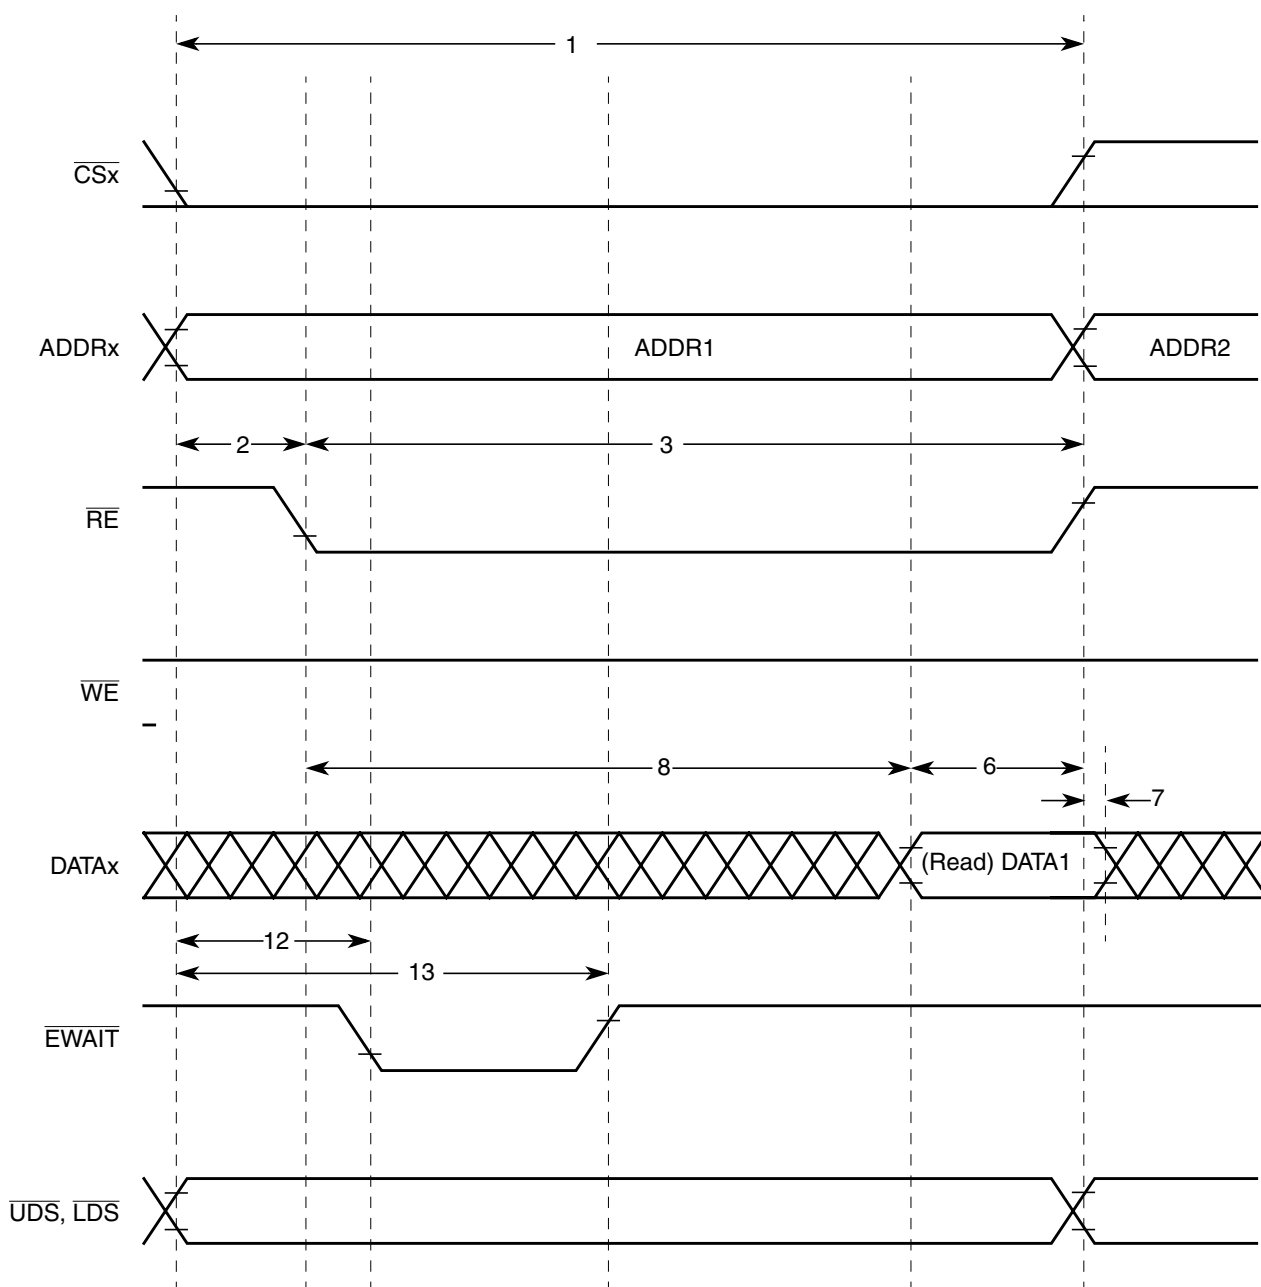 1
CSx
ADDRx ADDR1 ADDR2
2 3
RE
WE
8 6
7
DATAx (Read) DATA1
12
13
EWAIT
UDS, LDS